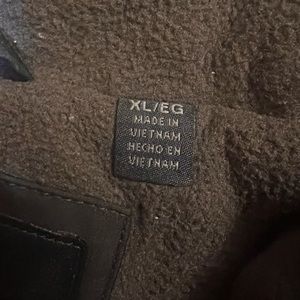 XL/EG
MADE IN
VIETNAM
HECHO EN
VIETNAM